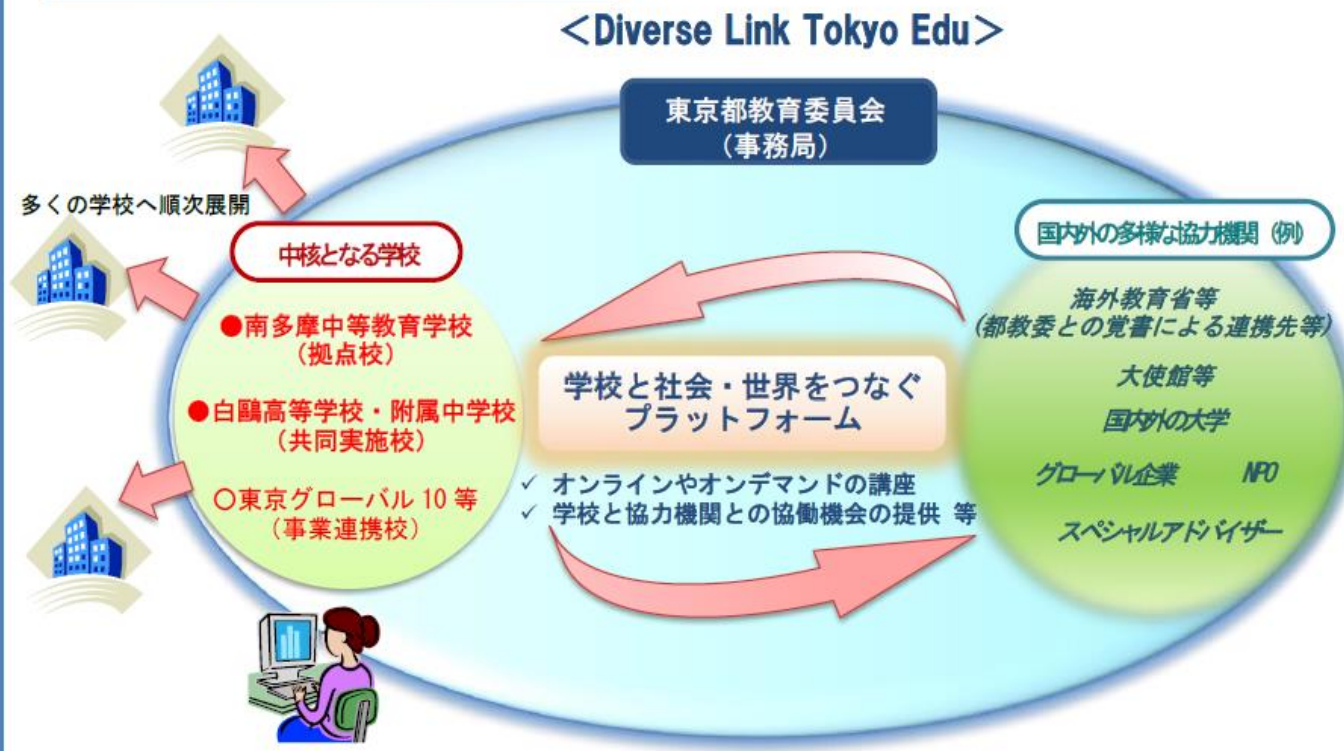 ＜Diverse Link Tokyo Edu＞
東京都教育委員会
（事務局）
多くの学校へ順次展開
中核となる学校
●南多摩中等教育学校
（拠点校）
●白鷗高等学校・附属中学校
（共同実施校）
○東京グローバル 10 等
（事業連携校）
学校と社会・世界をつなぐ
プラットフォーム
✓ オンラインやオンデマンドの講座
✓ 学校と協力機関との協働機会の提供 等
国内外の多様な協力機関（例）
海外教育省等
(都教委との覚書による連携先等)
大使館等
国内外の大学
グローバル企業 NPO
スペシャルアドバイザー